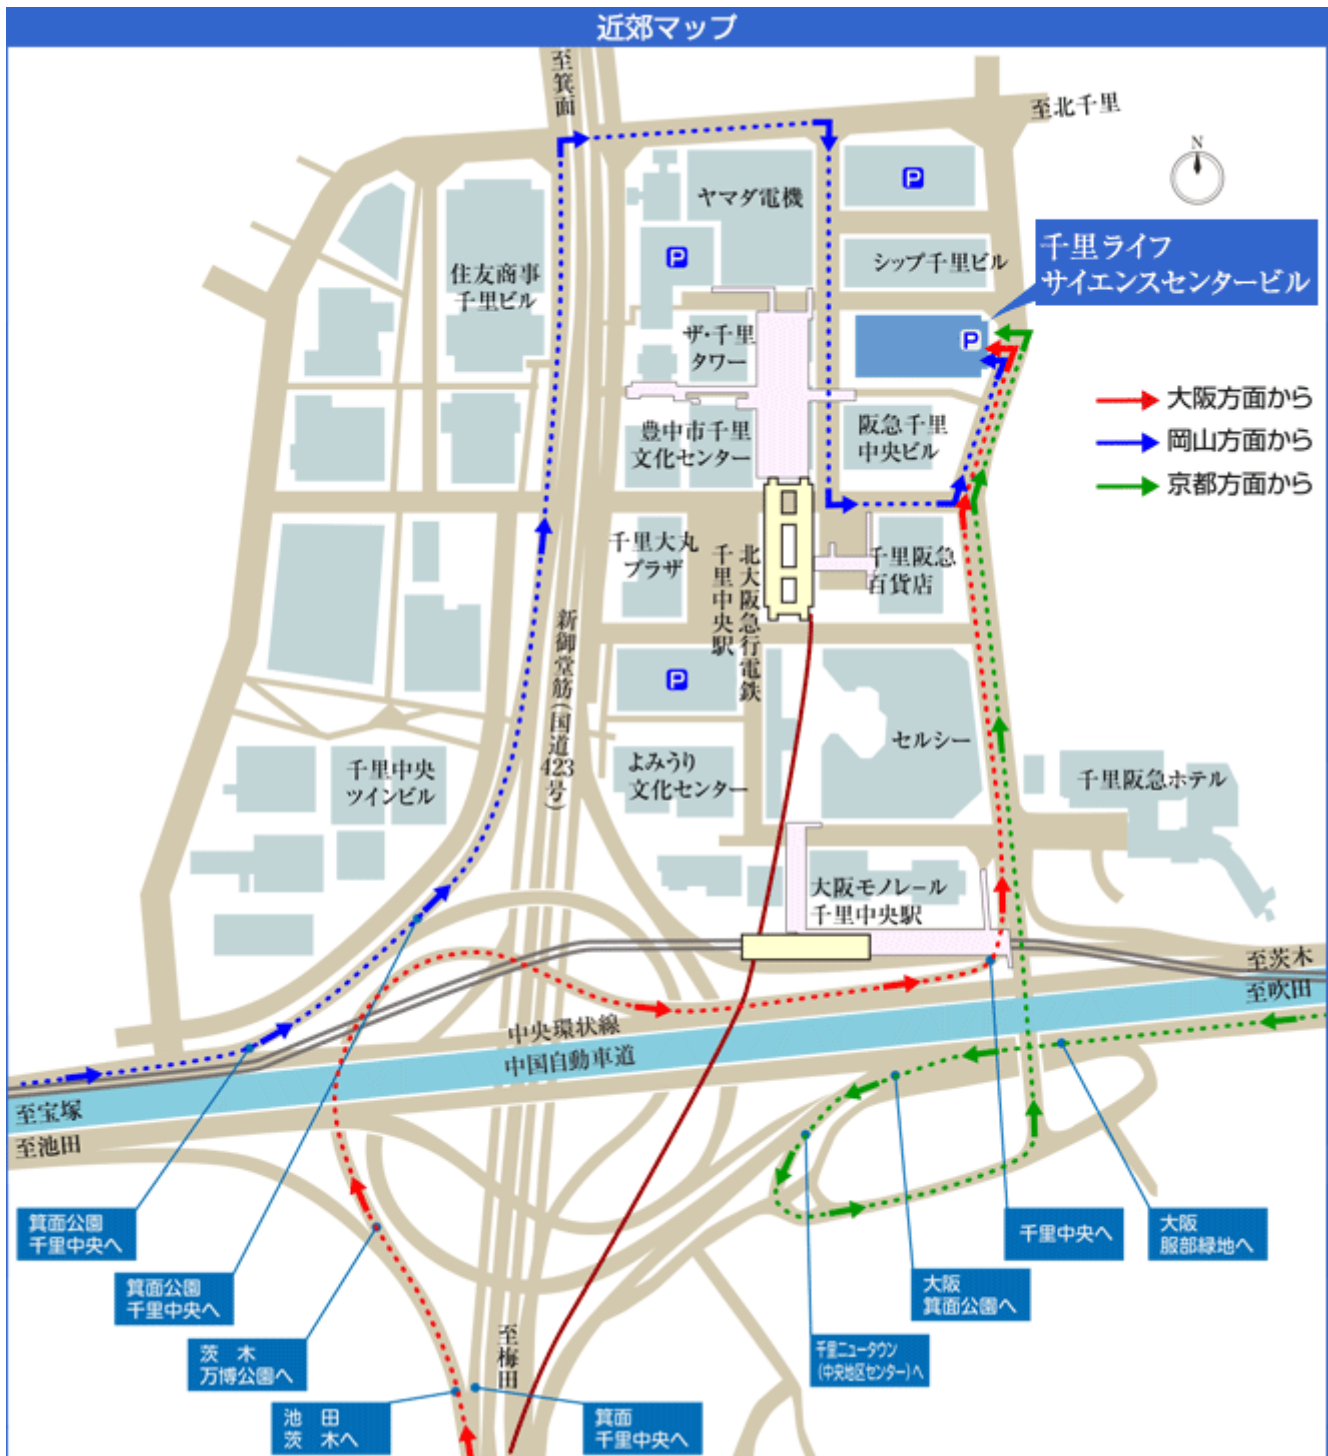 近郊マップ
至箕面
至北千里
N
P
ヤマダ電機
千里ライフ
サイエンスセンタービル
住友商事
千里ビル
P
シップ千里ビル
ザ・千里
タワー
P
大阪方面から
岡山方面から
京都方面から
豊中市千里
文化センター
阪急千里
中央ビル
千里大丸
プラザ
北大阪急行電鉄
千里中央駅
千里阪急
百貨店
新御堂筋(国道423号)
P
セルシー
千里中央
ツインビル
よみうり
文化センター
千里阪急ホテル
大阪モノレール
千里中央駅
至茨木
至吹田
中央環状線
中国自動車道
至宝塚
至池田
箕面公園
千里中央へ
箕面公園
千里中央へ
茨 木
万博公園へ
池 田
茨 木へ
至梅田
箕面
千里中央へ
千里ニュータウン
(中央地区センター)へ
大阪
箕面公園へ
千里中央へ
大阪
服部緑地へ